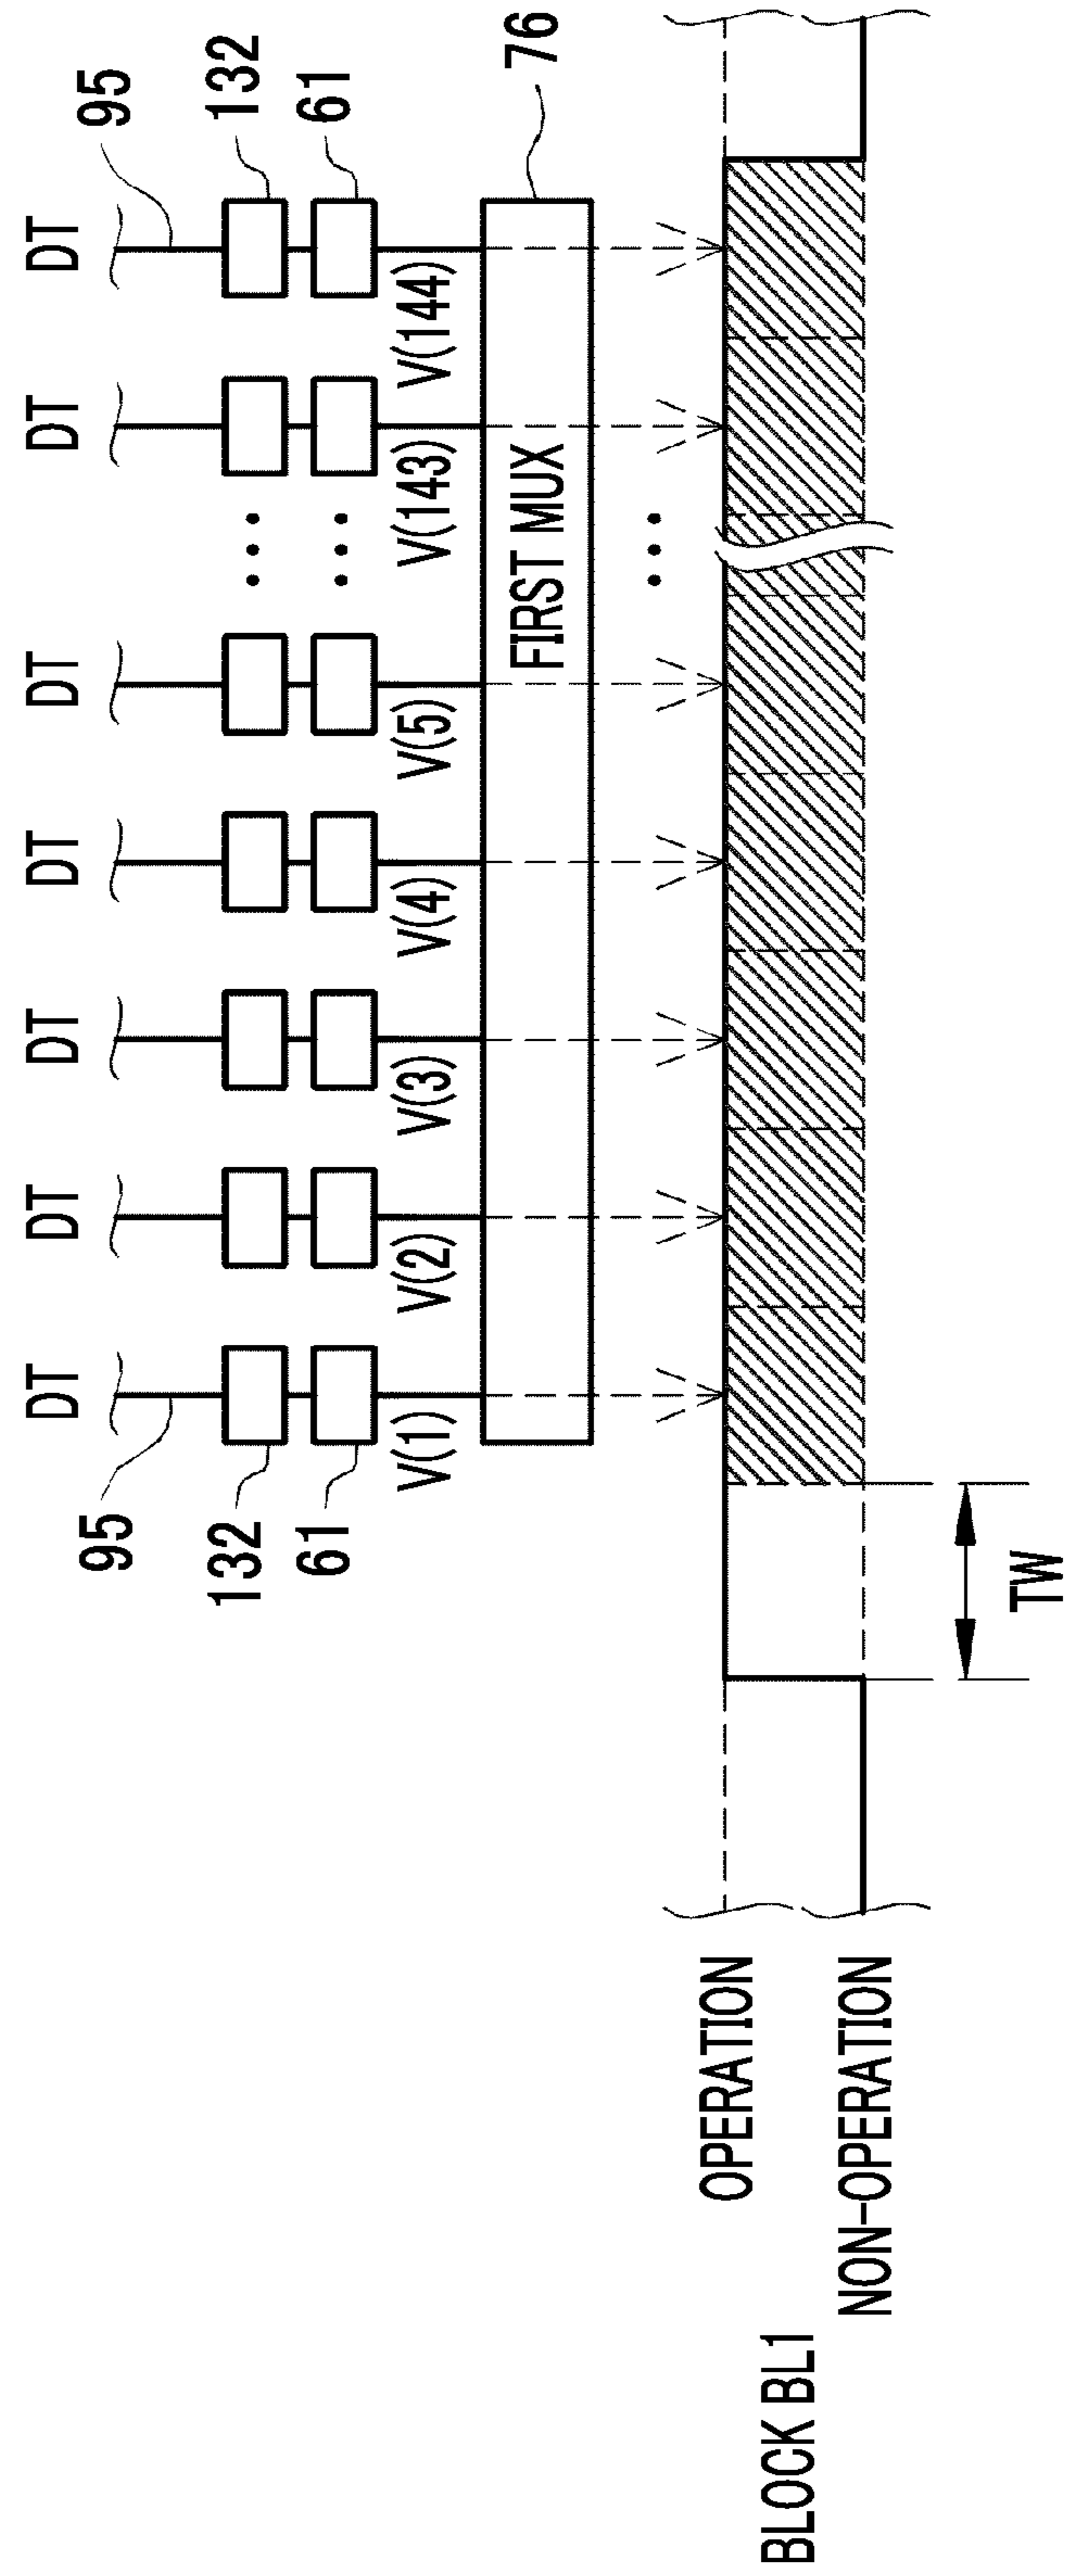 DT DT DT DT DT DT DT
95 95
132 132
61 61
V(1) V(2) V(3) V(4) V(5) V(143) V(144)
FIRST MUX
76
OPERATION
BLOCK BL1
NON-OPERATION
TW